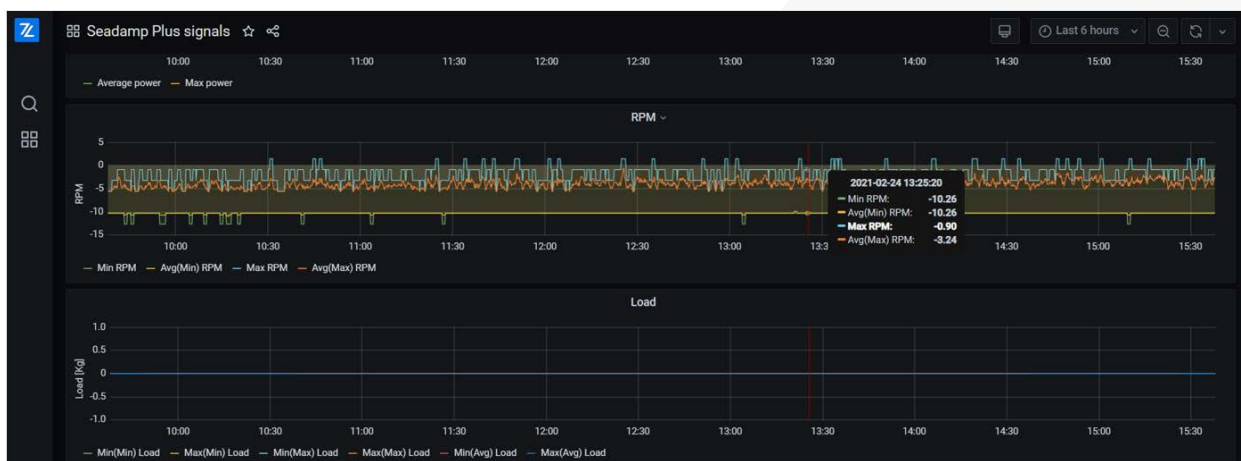 Seadamp Plus signals Last 6 hours
10:00 10:30 11:00 11:30 12:00 12:30 13:00 13:30 14:00 14:30 15:00 15:30
Average power Max power
RPM
5
0
-5
-10
-15
RPM
2021-02-24 13:25:20
Min RPM: -10.26
Avg(Min) RPM: -10.26
Max RPM: -0.90
Avg(Max) RPM: -3.24
10:00 10:30 11:00 11:30 12:00 12:30 13:00 13:3 14:30 15:00 15:30
Min RPM Avg(Min) RPM Max RPM Avg(Max) RPM
Load
1.0
0.5
0
-0.5
-1.0
Load [Kg]
10:00 10:30 11:00 11:30 12:00 12:30 13:00 13:30 14:00 14:30 15:00 15:30
Min(Min) Load Max(Min) Load Min(Max) Load Max(Max) Load Min(Avg) Load Max(Avg) Load